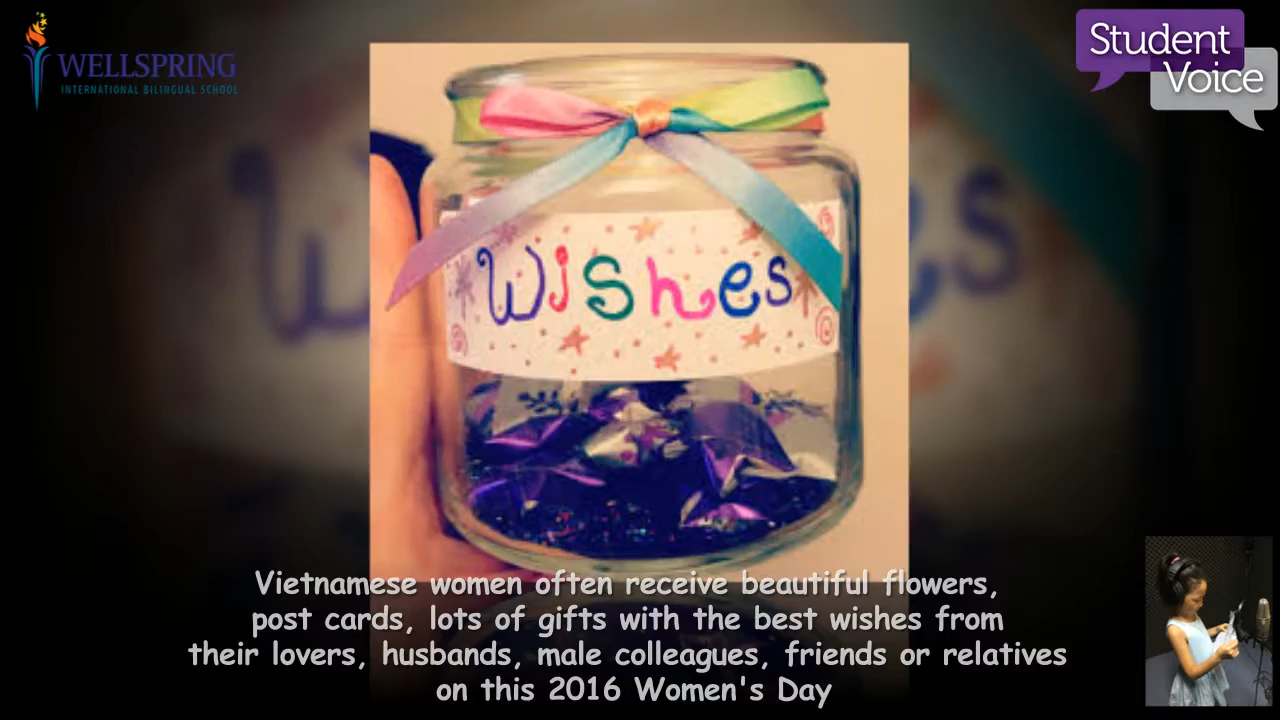 WELLSPRING
INTERNATIONAL BILINGUAL SCHOOL
Student
Voice
Wishes
Vietnamese women often receive beautiful flowers,
post cards, lots of gifts with the best wishes from
their lovers, husbands, male colleagues, friends or relatives
on this 2016 Women's Day